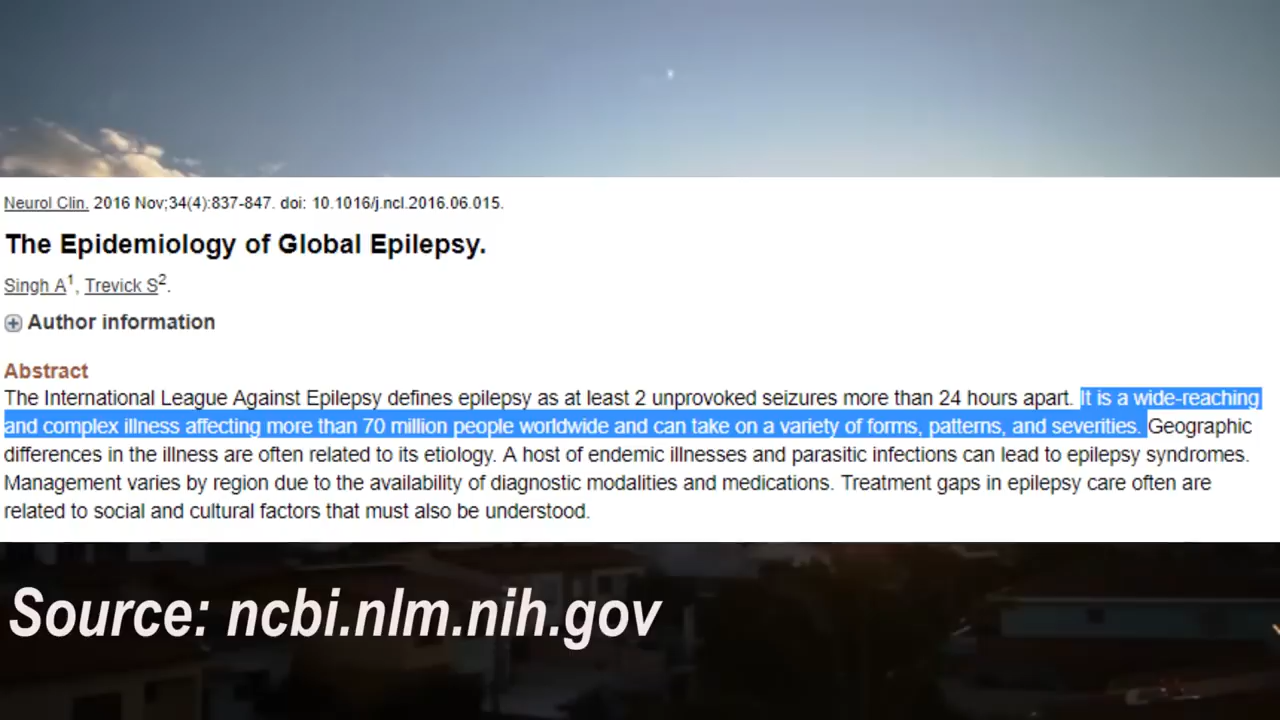 Neurol Clin. 2016 Nov;34(4):837-847. doi: 10.1016/j.ncl.2016.06.015.
The Epidemiology of Global Epilepsy.
Singh A1, Trevick S2.
Author information
Abstract
The International League Against Epilepsy defines epilepsy as at least 2 unprovoked seizures more than 24 hours apart. It is a wide-reaching
and complex illness affecting more than 70 million people worldwide and can take on a variety of forms, patterns, and severities. Geographic
differences in the illness are often related to its etiology. A host of endemic illnesses and parasitic infections can lead to epilepsy syndromes.
Management varies by region due to the availability of diagnostic modalities and medications. Treatment gaps in epilepsy care often are
related to social and cultural factors that must also be understood.
Source: ncbi.nlm.nih.gov